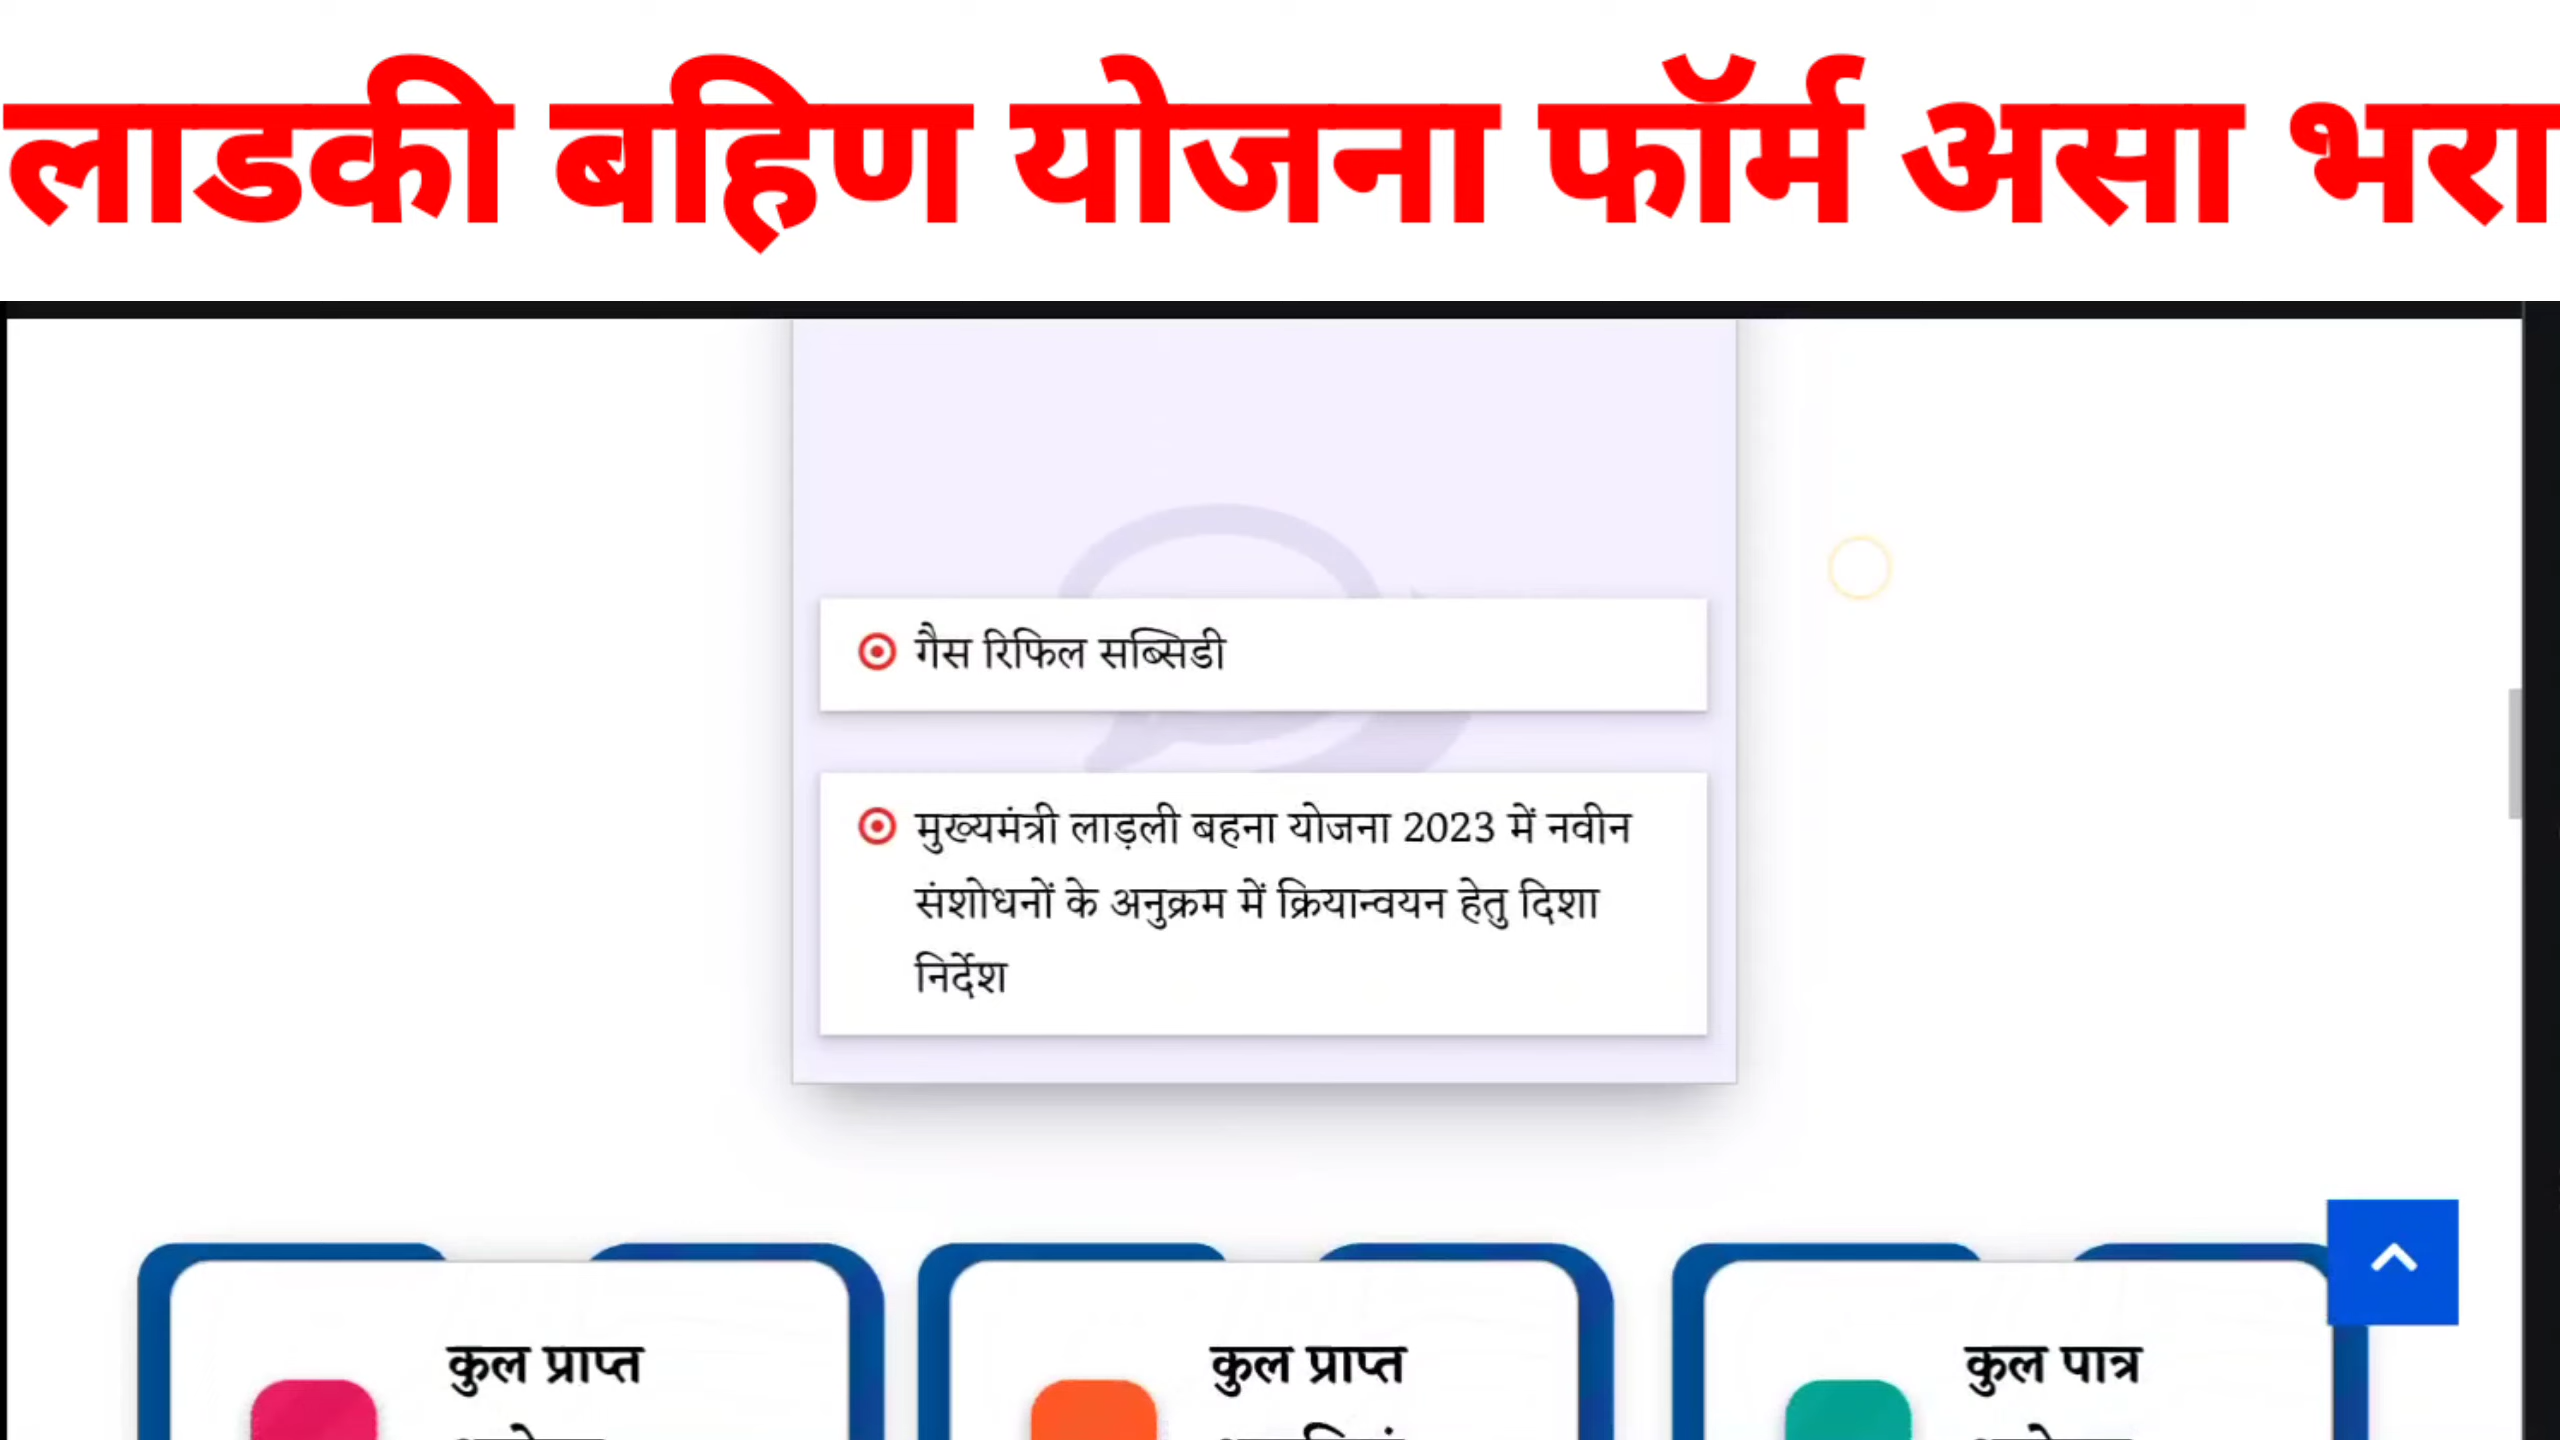 लाडकी बहिण योजना फॉर्म असा भरा
गैस रिफिल सब्सिडी
मुख्यमंत्री लाड़ली बहना योजना 2023 में नवीन
संशोधनों के अनुक्रम में क्रियान्वयन हेतु दिशा
निर्देश
कुल प्राप्त
कुल प्राप्त
कुल पात्र